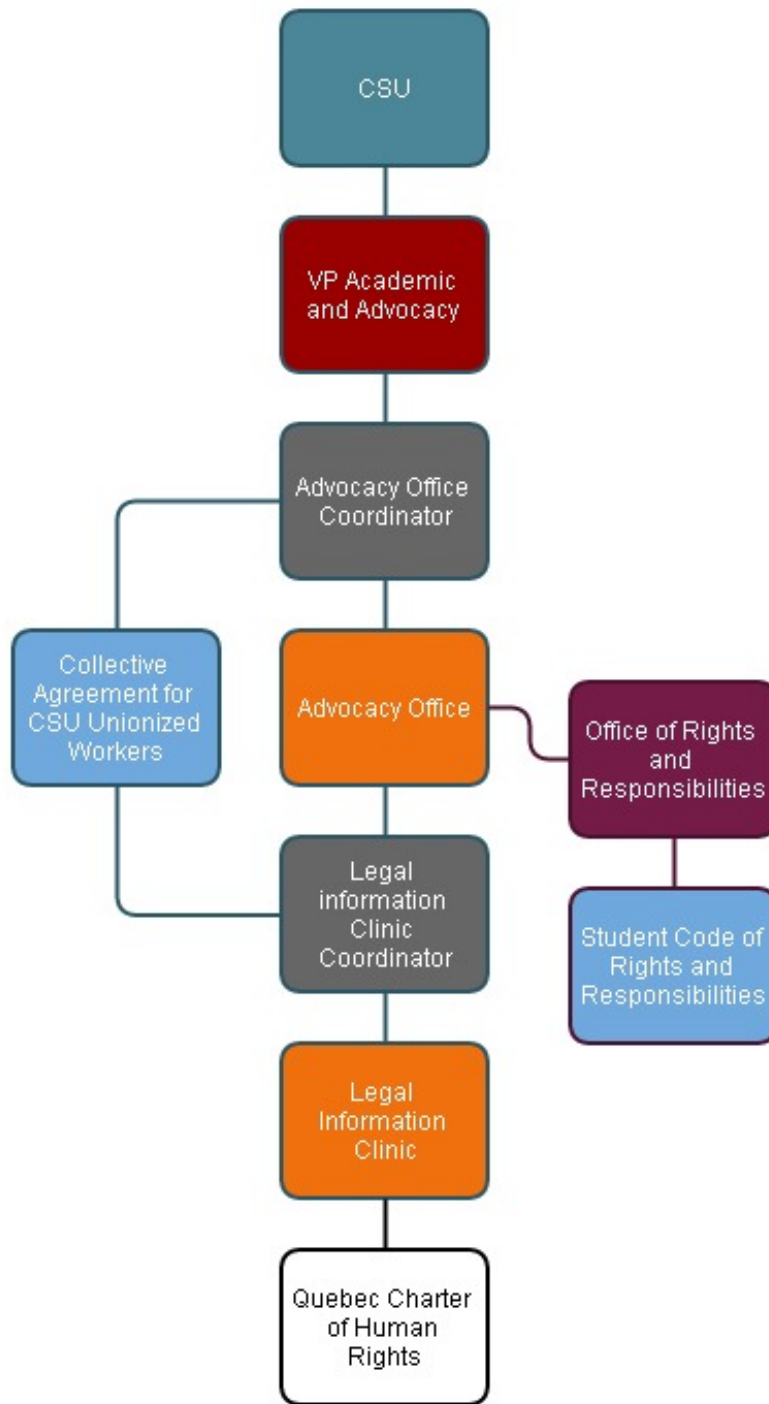 CSU
VP Academic
and Advocacy
Advocacy Office
Coordinator
Collective
Agreement for
CSU Unionized
Workers
Advocacy Office
Office of Rights
and
Responsibilities
Legal
information
Clinic
Coordinator
Student Code of
Rights and
Responsibilities
Legal
Information
Clinic
Quebec Charter
of Human
Rights